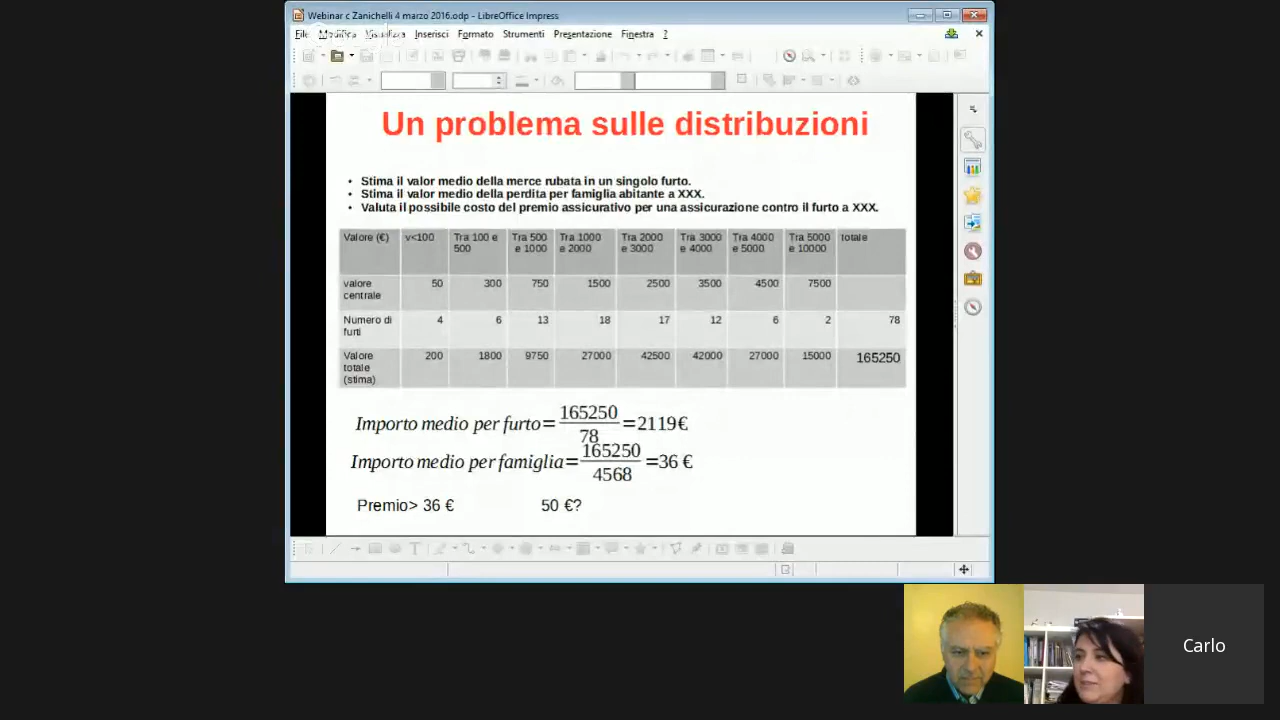 Webinar c Zanichelli 4 marzo 2016.odp - LibreOffice Impress
File Modifica Visualizza Inserisci Formato Strumenti Presentazione Finestra ?
Un problema sulle distribuzioni
• Stima il valor medio della merce rubata in un singolo furto.
• Stima il valor medio della perdita per famiglia abitante a XXX.
• Valuta il possibile costo del premio assicurativo per una assicurazione contro il furto a XXX.
Valore (€) v<100 Tra 100 e 500 Tra 500 e 1000 Tra 1000 e 2000 Tra 2000 e 3000 Tra 3000 e 4000 Tra 4000 e 5000 Tra 5000 e 10000 totale
valore centrale 50 300 750 1500 2500 3500 4500 7500
Numero di furti 4 6 13 18 17 12 6 2 78
Valore totale (stima) 200 1800 9750 27000 42500 42000 27000 15000 165250
Importo medio per furto=165250/78=2119€
Importo medio per famiglia=165250/4568=36 €
Premio> 36 € 50 €?
Carlo